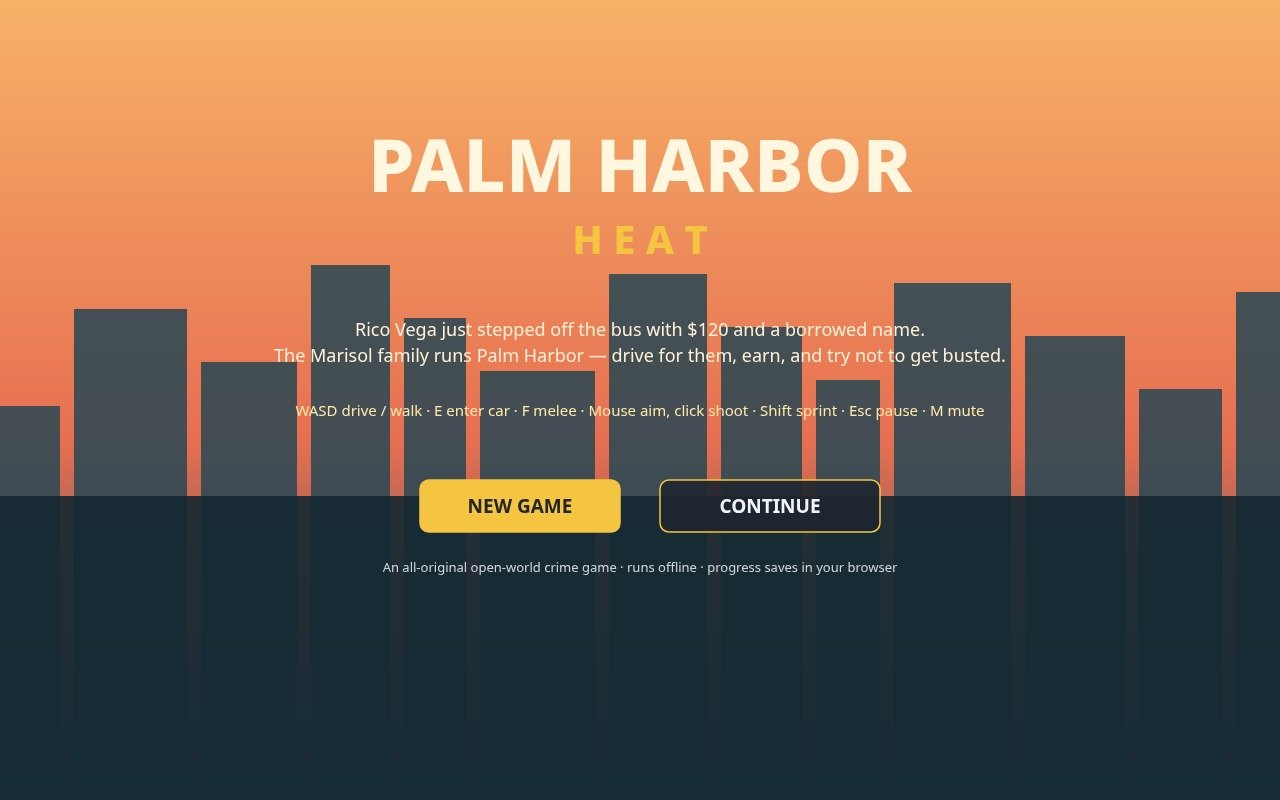 PALM HARBOR
HEAT
Rico Vega just stepped off the bus with $120 and a borrowed name.
The Marisol family runs Palm Harbor — drive for them, earn, and try not to get busted.
WASD drive / walk · E enter car · F melee · Mouse aim, click shoot · Shift sprint · Esc pause · M mute
NEW GAME
CONTINUE
An all-original open-world crime game · runs offline · progress saves in your browser